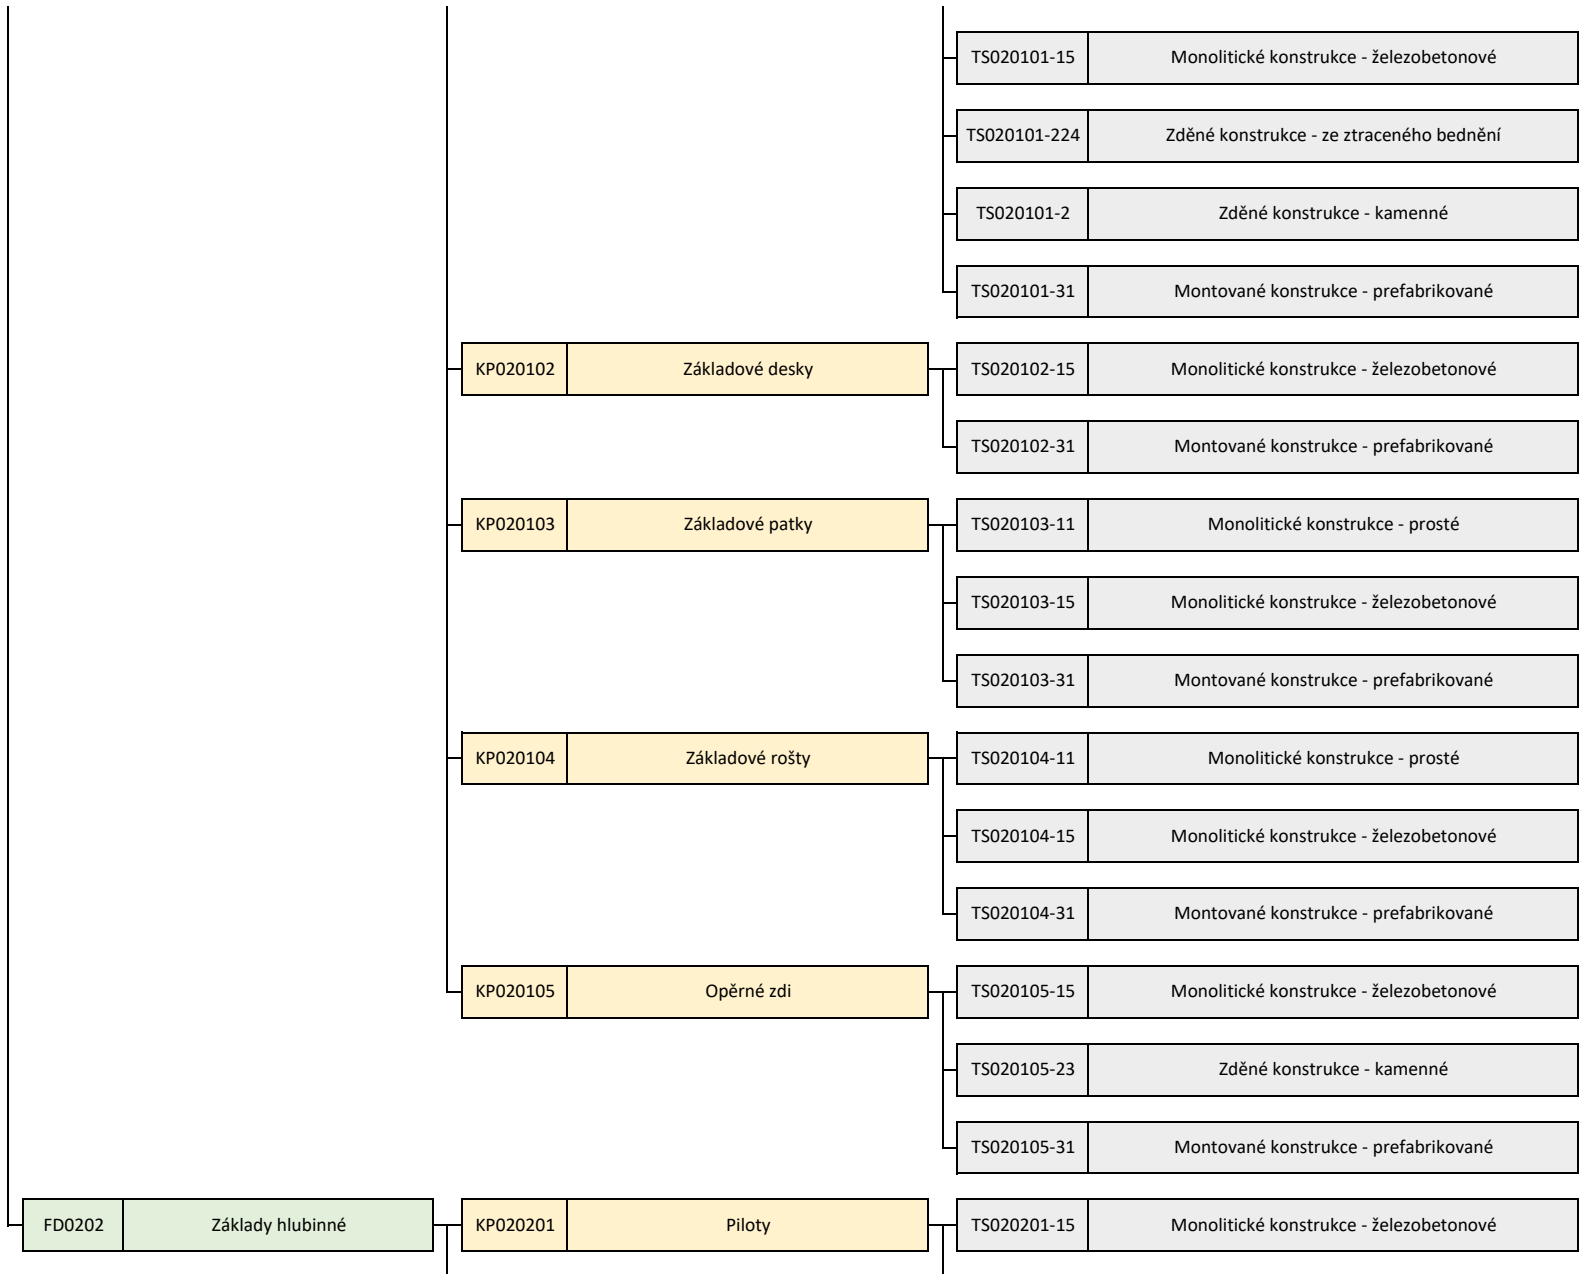 TS020101-15 Monolitické konstrukce - železobetonové
TS020101-224 Zděné konstrukce - ze ztraceného bednění
TS020101-2 Zděné konstrukce - kamenné
TS020101-31 Montované konstrukce - prefabrikované
KP020102 Základové desky TS020102-15 Monolitické konstrukce - železobetonové
TS020102-31 Montované konstrukce - prefabrikované
KP020103 Základové patky TS020103-11 Monolitické konstrukce - prosté
TS020103-15 Monolitické konstrukce - železobetonové
TS020103-31 Montované konstrukce - prefabrikované
KP020104 Základové rošty TS020104-11 Monolitické konstrukce - prosté
TS020104-15 Monolitické konstrukce - železobetonové
TS020104-31 Montované konstrukce - prefabrikované
KP020105 Opěrné zdi TS020105-15 Monolitické konstrukce - železobetonové
TS020105-23 Zděné konstrukce - kamenné
TS020105-31 Montované konstrukce - prefabrikované
FD0202 Základy hlubinné KP020201 Piloty TS020201-15 Monolitické konstrukce - železobetonové